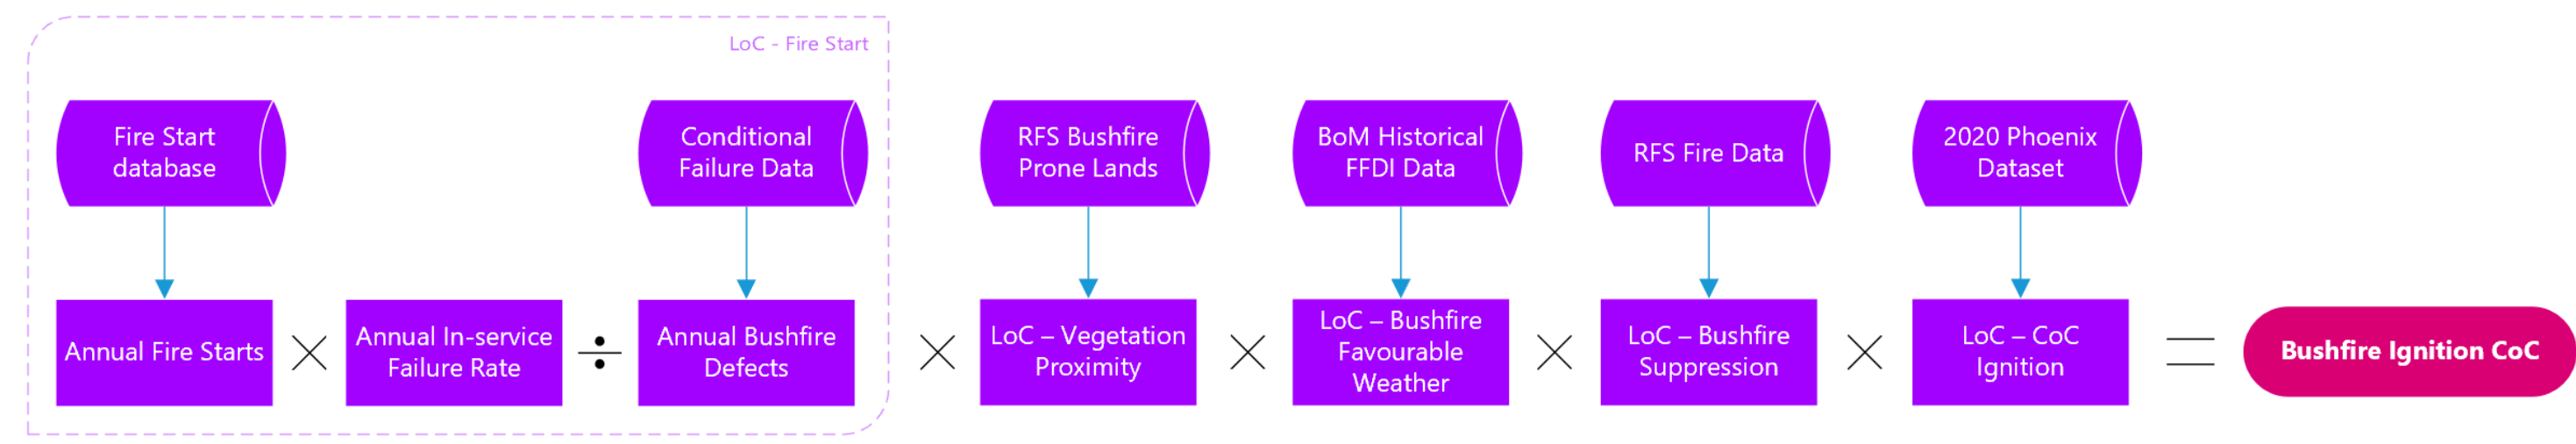 LoC - Fire Start
Fire Start
database
Conditional
Failure Data
RFS Bushfire
Prone Lands
BoM Historical
FFDI Data
RFS Fire Data
2020 Phoenix
Dataset
Annual Fire Starts
×
Annual In-service
Failure Rate
÷
Annual Bushfire
Defects
×
LoC – Vegetation
Proximity
×
LoC – Bushfire
Favourable
Weather
×
LoC – Bushfire
Suppression
×
LoC – CoC
Ignition
=
Bushfire Ignition CoC